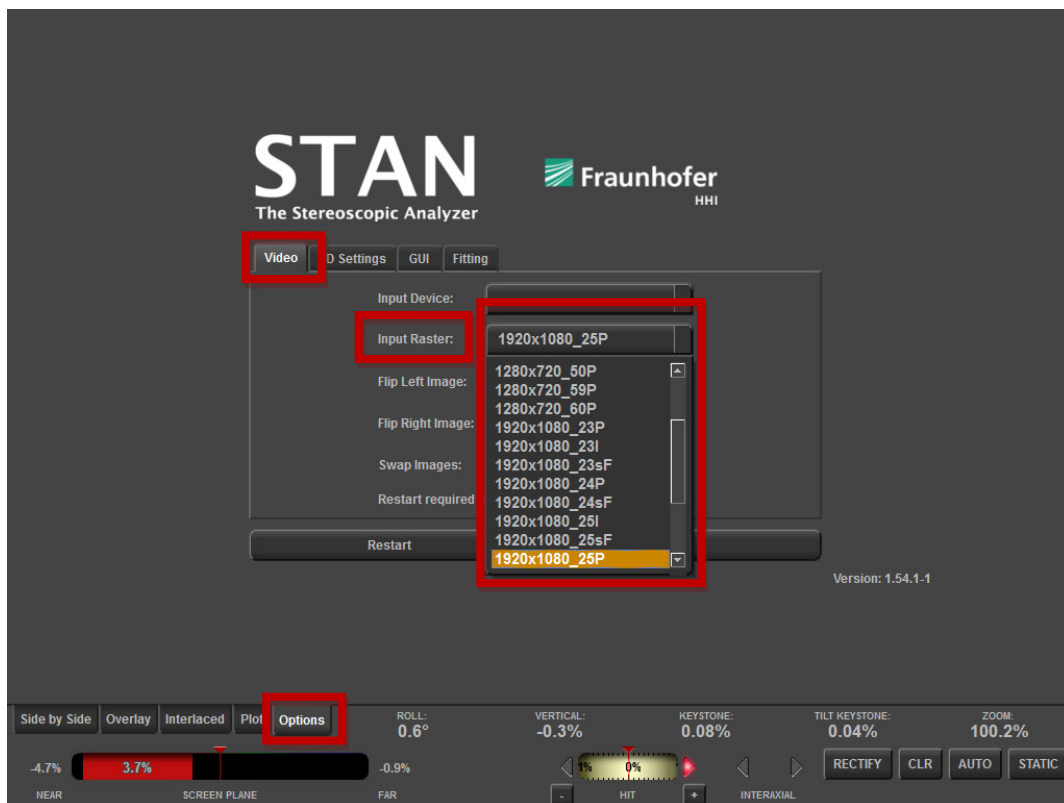 STAN
The Stereoscopic Analyzer
Fraunhofer
HHI
Video D Settings GUI Fitting
Input Device:
Input Raster: 1920x1080_25P
1280x720_50P
Flip Left Image:
1280x720_59P
1280x720_60P
Flip Right Image:
1920x1080_23P
1920x1080_23I
Swap Images:
1920x1080_23sF
1920x1080_24P
Restart required
1920x1080_24sF
1920x1080_25I
1920x1080_25sF
Restart
1920x1080_25P
Version: 1.54.1-1
Side by Side Overlay Interlaced Plot Options
ROLL: VERTICAL: KEYSTONE: TILT KEYSTONE: ZOOM:
0.6° -0.3% 0.08% 0.04% 100.2%
-4.7% 3.7% -0.9% 1% 0% RECTIFY CLR AUTO STATIC
NEAR SCREEN PLANE FAR - HIT + INTERAXIAL